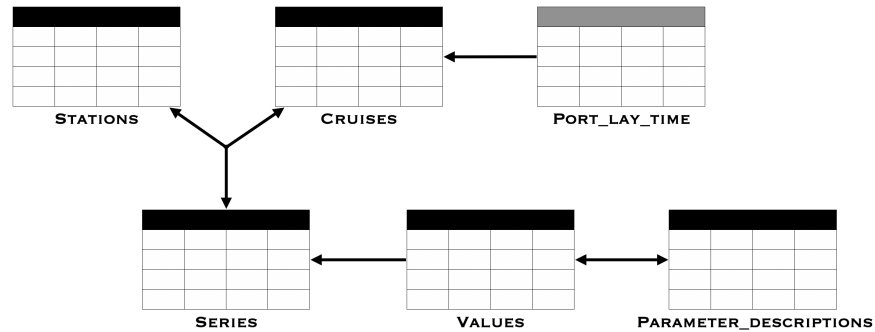 STATIONS
CRUISES
PORT_LAY_TIME
SERIES
VALUES
PARAMETER_DESCRIPTIONS